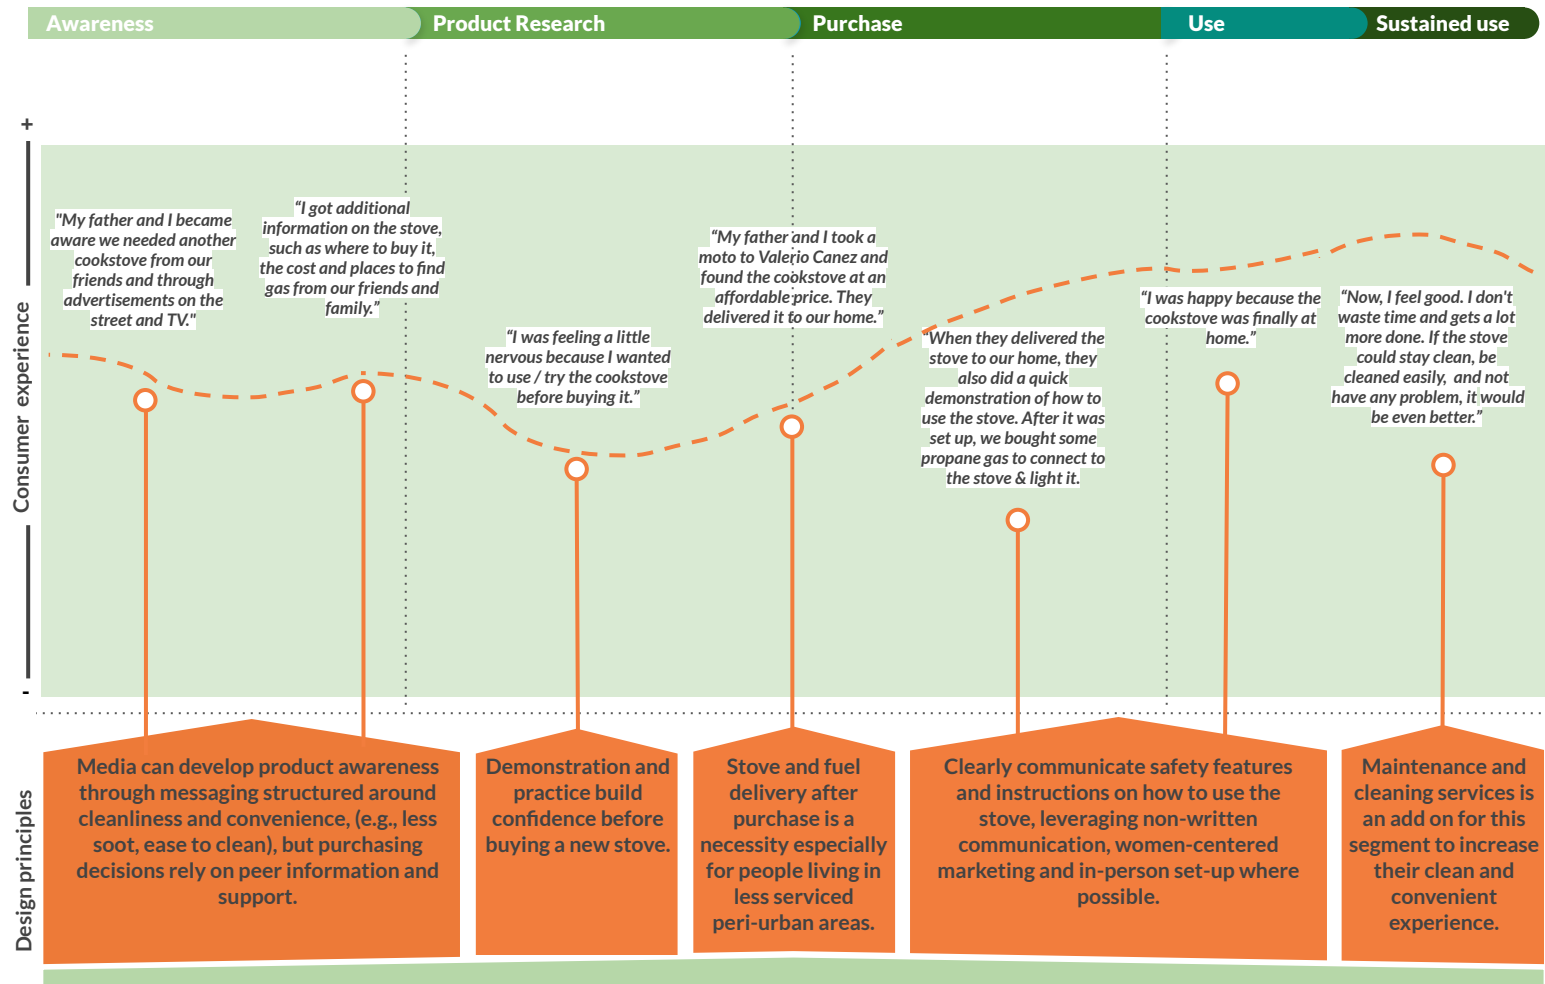 Awareness
Product Research
Purchase
Use
Sustained use
+
Consumer experience
-
"My father and I became
aware we needed another
cookstove from our
friends and through
advertisements on the
street and TV."
“I got additional
information on the stove,
such as where to buy it,
the cost and places to find
gas from our friends and
family.”
“I was feeling a little
nervous because I wanted
to use / try the cookstove
before buying it.”
“My father and I took a
moto to Valerio Canez and
found the cookstove at an
affordable price. They
delivered it to our home.”
“When they delivered the
stove to our home, they
also did a quick
demonstration of how to
use the stove. After it was
set up, we bought some
propane gas to connect to
the stove & light it.
“I was happy because the
cookstove was finally at
home.”
“Now, I feel good. I don't
waste time and gets a lot
more done. If the stove
could stay clean, be
cleaned easily, and not
have any problem, it would
be even better.”
Design principles
Media can develop product awareness
through messaging structured around
cleanliness and convenience, (e.g., less
soot, ease to clean), but purchasing
decisions rely on peer information and
support.
Demonstration and
practice build
confidence before
buying a new stove.
Stove and fuel
delivery after
purchase is a
necessity especially
for people living in
less serviced
peri-urban areas.
Clearly communicate safety features
and instructions on how to use the
stove, leveraging non-written
communication, women-centered
marketing and in-person set-up where
possible.
Maintenance and
cleaning services is
an add on for this
segment to increase
their clean and
convenient
experience.